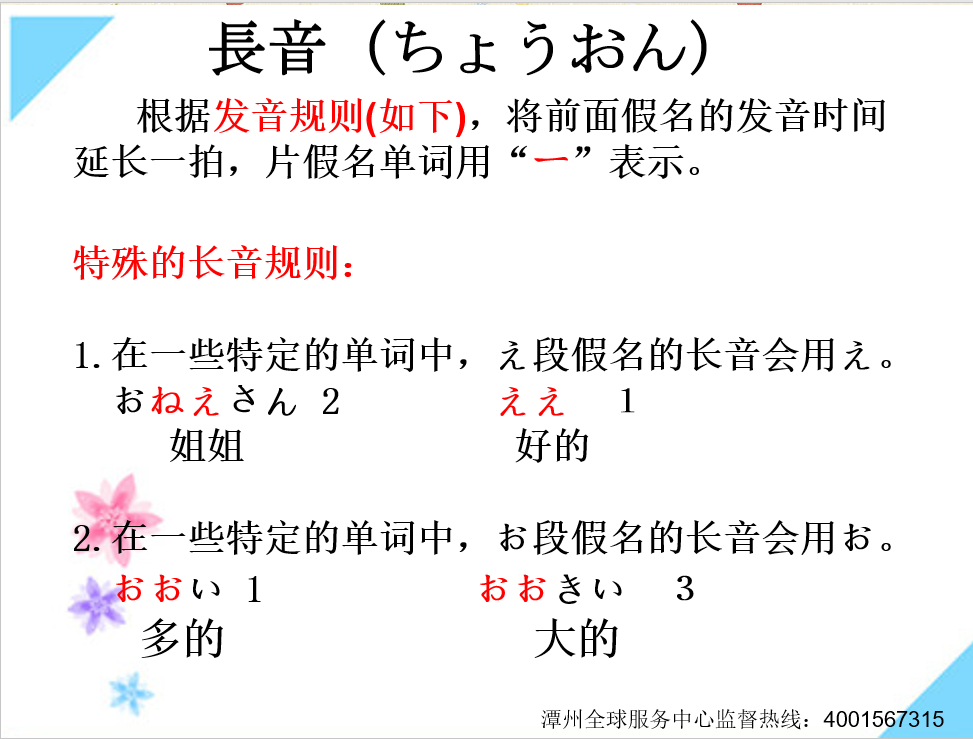 長音（ちょうおん）
根据发音规则(如下)，将前面假名的发音时间
延长一拍，片假名单词用“一”表示。
特殊的长音规则：
1.在一些特定的单词中，え段假名的长音会用え。
おねえさん 2 ええ 1
姐姐 好的
2.在一些特定的单词中，お段假名的长音会用お。
おおい 1 おおきい 3
多的 大的
潭州全球服务中心监督热线：4001567315